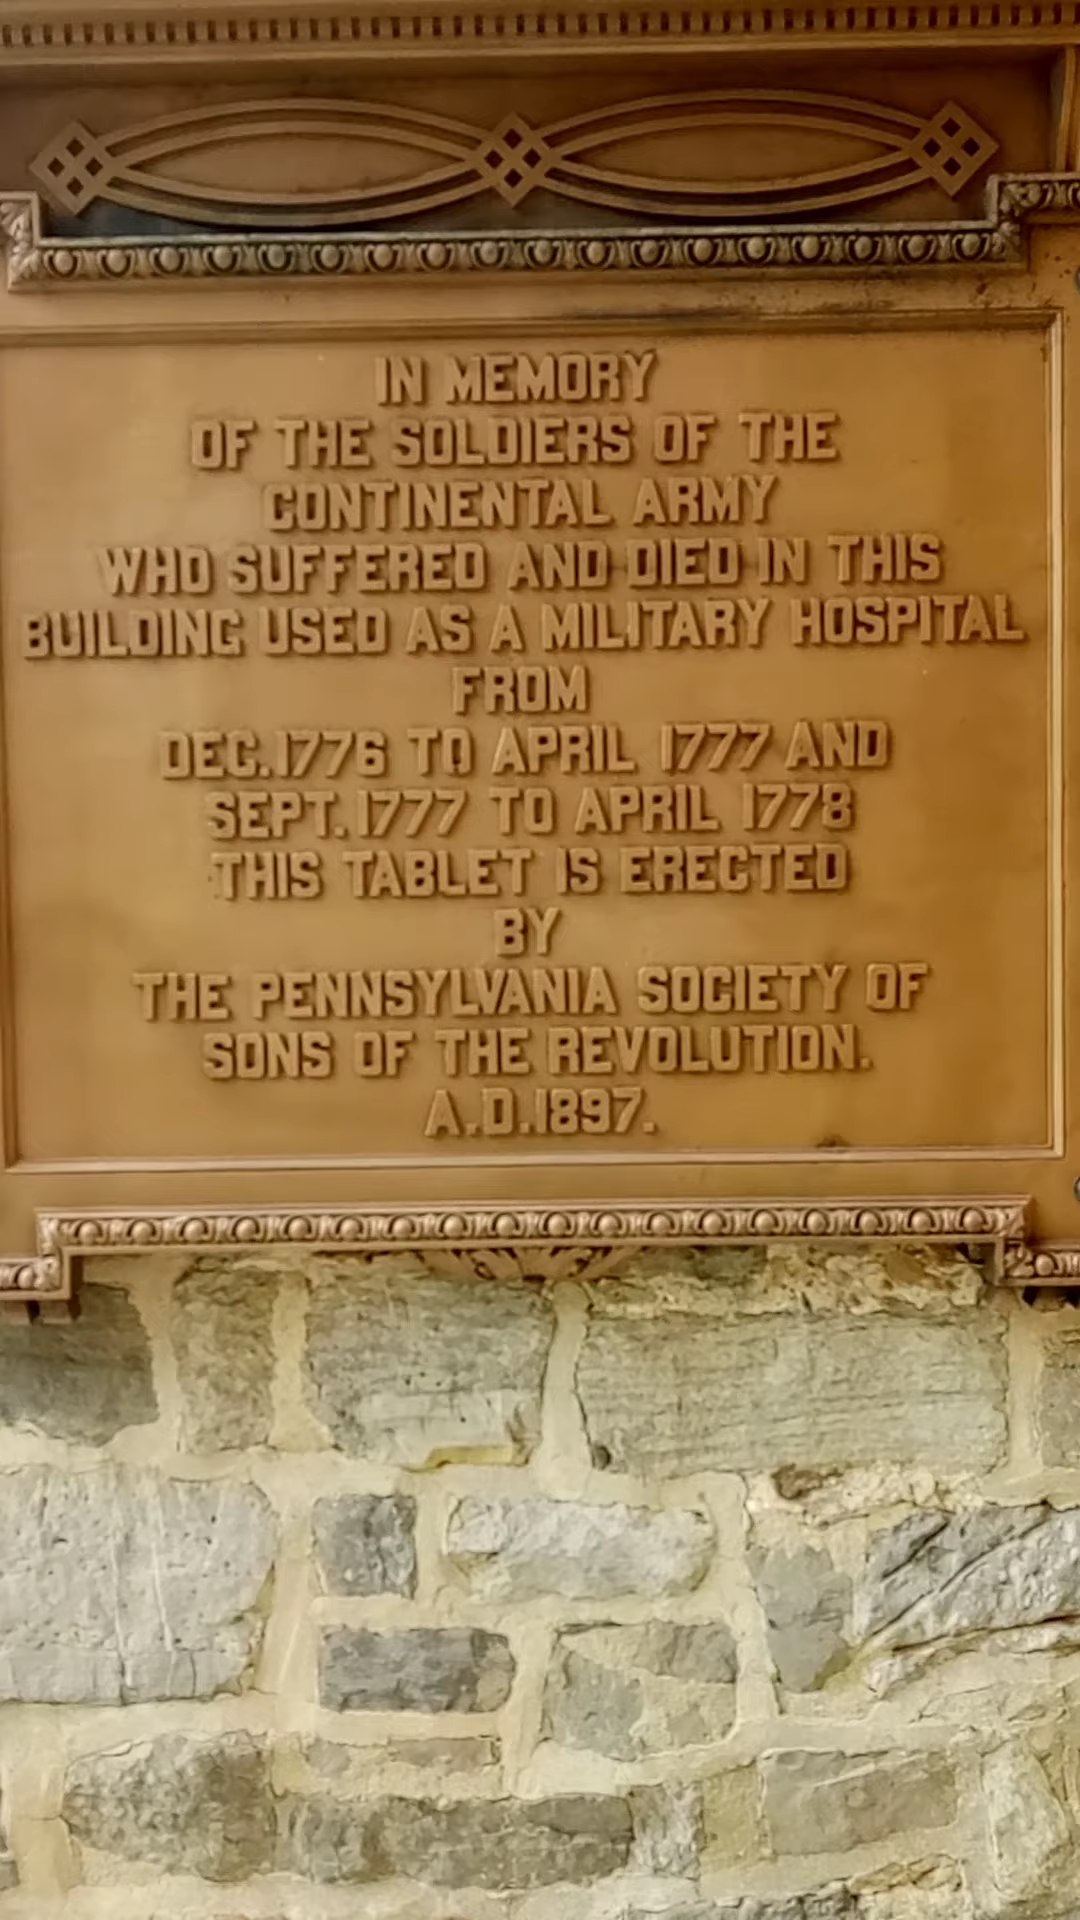 IN MEMORY
OF THE SOLDIERS OF THE
CONTINENTAL ARMY
WHO SUFFERED AND DIED IN THIS
BUILDING USED AS A MILITARY HOSPITAL
FROM
DEC.1776 TO APRIL 1777 AND
SEPT.1777 TO APRIL 1778
THIS TABLET IS ERECTED
BY
THE PENNSYLVANIA SOCIETY OF
SONS OF THE REVOLUTION.
A.D.1897.